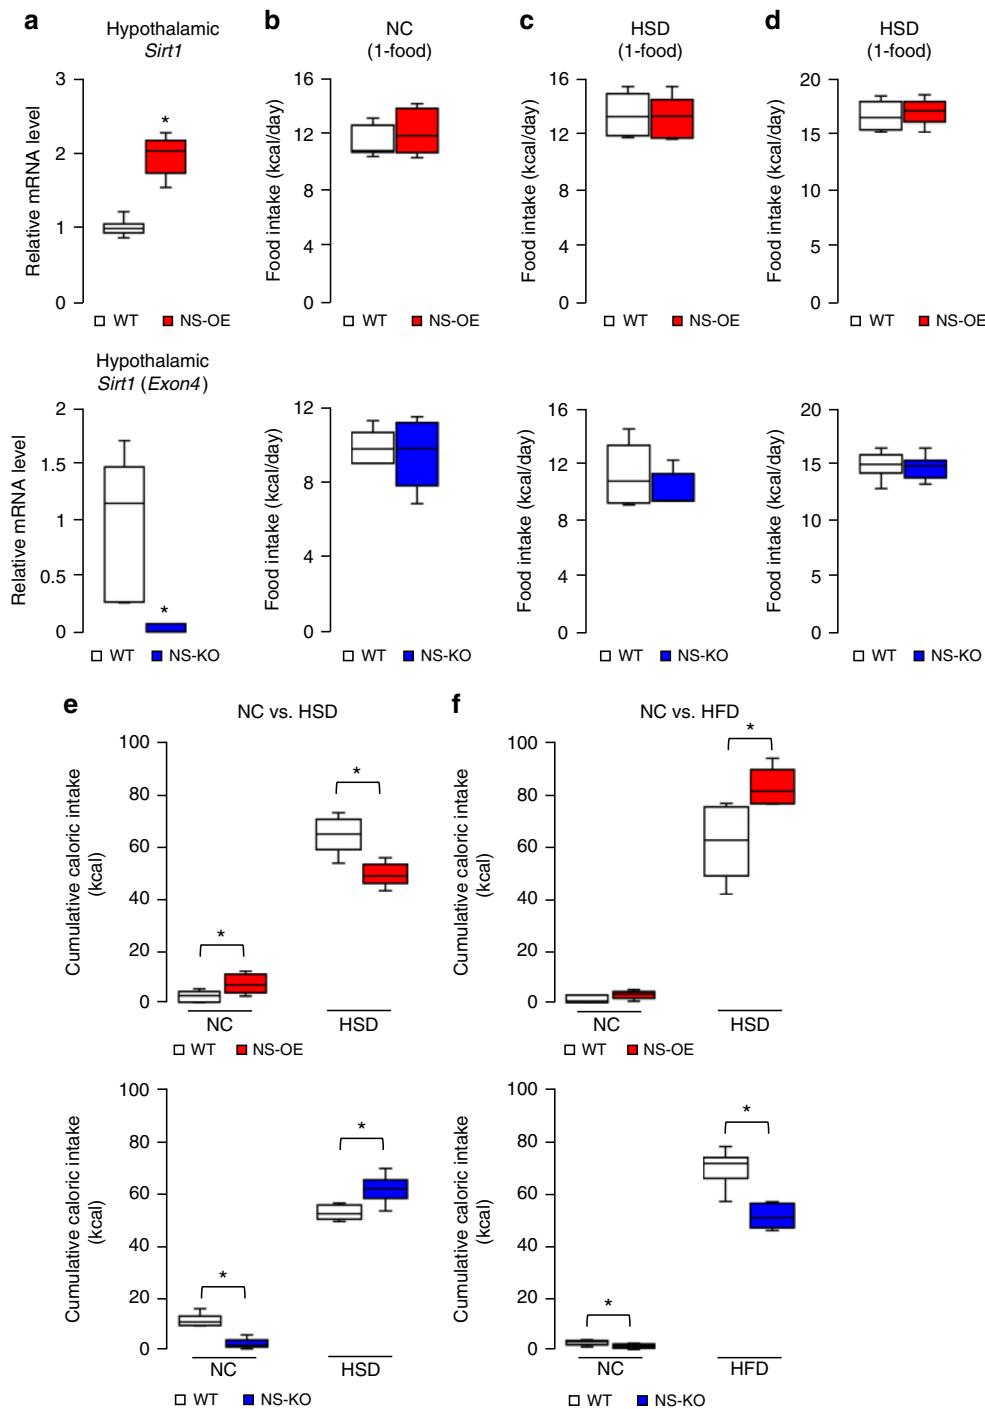 a
Hypothalamic
Sirt1
Relative mRNA level
3
2
1
0
*
WT NS-OE
b
NC
(1-food)
Food intake (kcal/day)
16
12
8
4
0
WT NS-OE
c
HSD
(1-food)
Food intake (kcal/day)
16
12
8
4
0
WT NS-OE
d
HSD
(1-food)
Food intake (kcal/day)
20
15
10
5
0
WT NS-OE
Hypothalamic
Sirt1 (Exon4)
Relative mRNA level
2
1.5
1
0.5
0
*
WT NS-KO
Food intake (kcal/day)
12
8
4
0
WT NS-KO
Food intake (kcal/day)
16
12
8
4
0
WT NS-KO
Food intake (kcal/day)
20
15
10
5
0
WT NS-KO
e
NC vs. HSD
Cumulative caloric intake
(kcal)
100
80
60
40
20
0
*
*
NC HSD
WT NS-OE
f
NC vs. HFD
Cumulative caloric intake
(kcal)
100
80
60
40
20
0
*
NC HSD
WT NS-OE
Cumulative caloric intake
(kcal)
100
80
60
40
20
0
*
*
NC HSD
WT NS-KO
Cumulative caloric intake
(kcal)
100
80
60
40
20
0
*
*
NC HFD
WT NS-KO